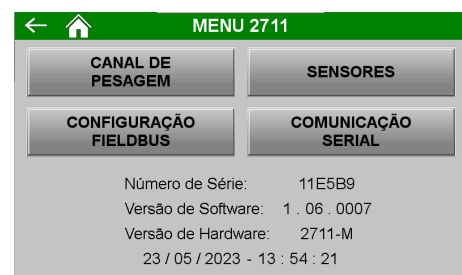 MENU 2711
CANAL DE
PESAGEM
SENSORES
CONFIGURAÇÃO
FIELDBUS
COMUNICAÇÃO
SERIAL
Número de Série: 11E5B9
Versão de Software: 1 . 06 . 0007
Versão de Hardware: 2711-M
23 / 05 / 2023 - 13 : 54 : 21